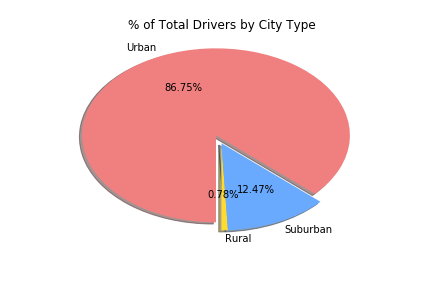 % of Total Drivers by City Type
Urban
86.75%
0.78%
12.47%
Suburban
Rural